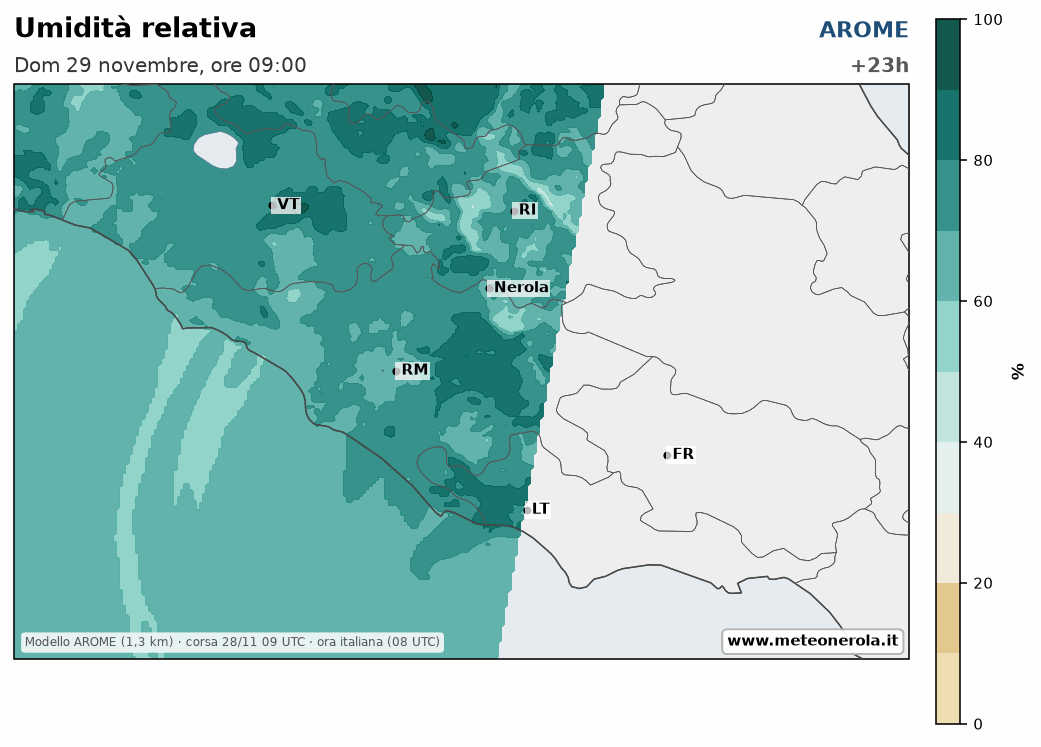 Umidità relativa
AROME
Dom 29 novembre, ore 09:00
+23h
100
80
60
40
20
0
%
VT
RI
Nerola
RM
FR
LT
Modello AROME (1,3 km) · corsa 28/11 09 UTC · ora italiana (08 UTC)
www.meteonerola.it